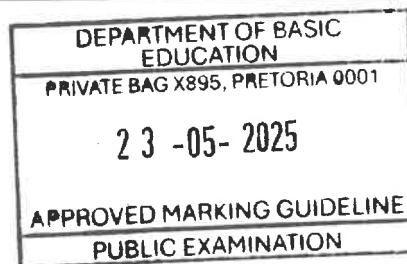 DEPARTMENT OF BASIC
EDUCATION
PRIVATE BAG X895, PRETORIA 0001
23 -05- 2025
APPROVED MARKING GUIDELINE
PUBLIC EXAMINATION